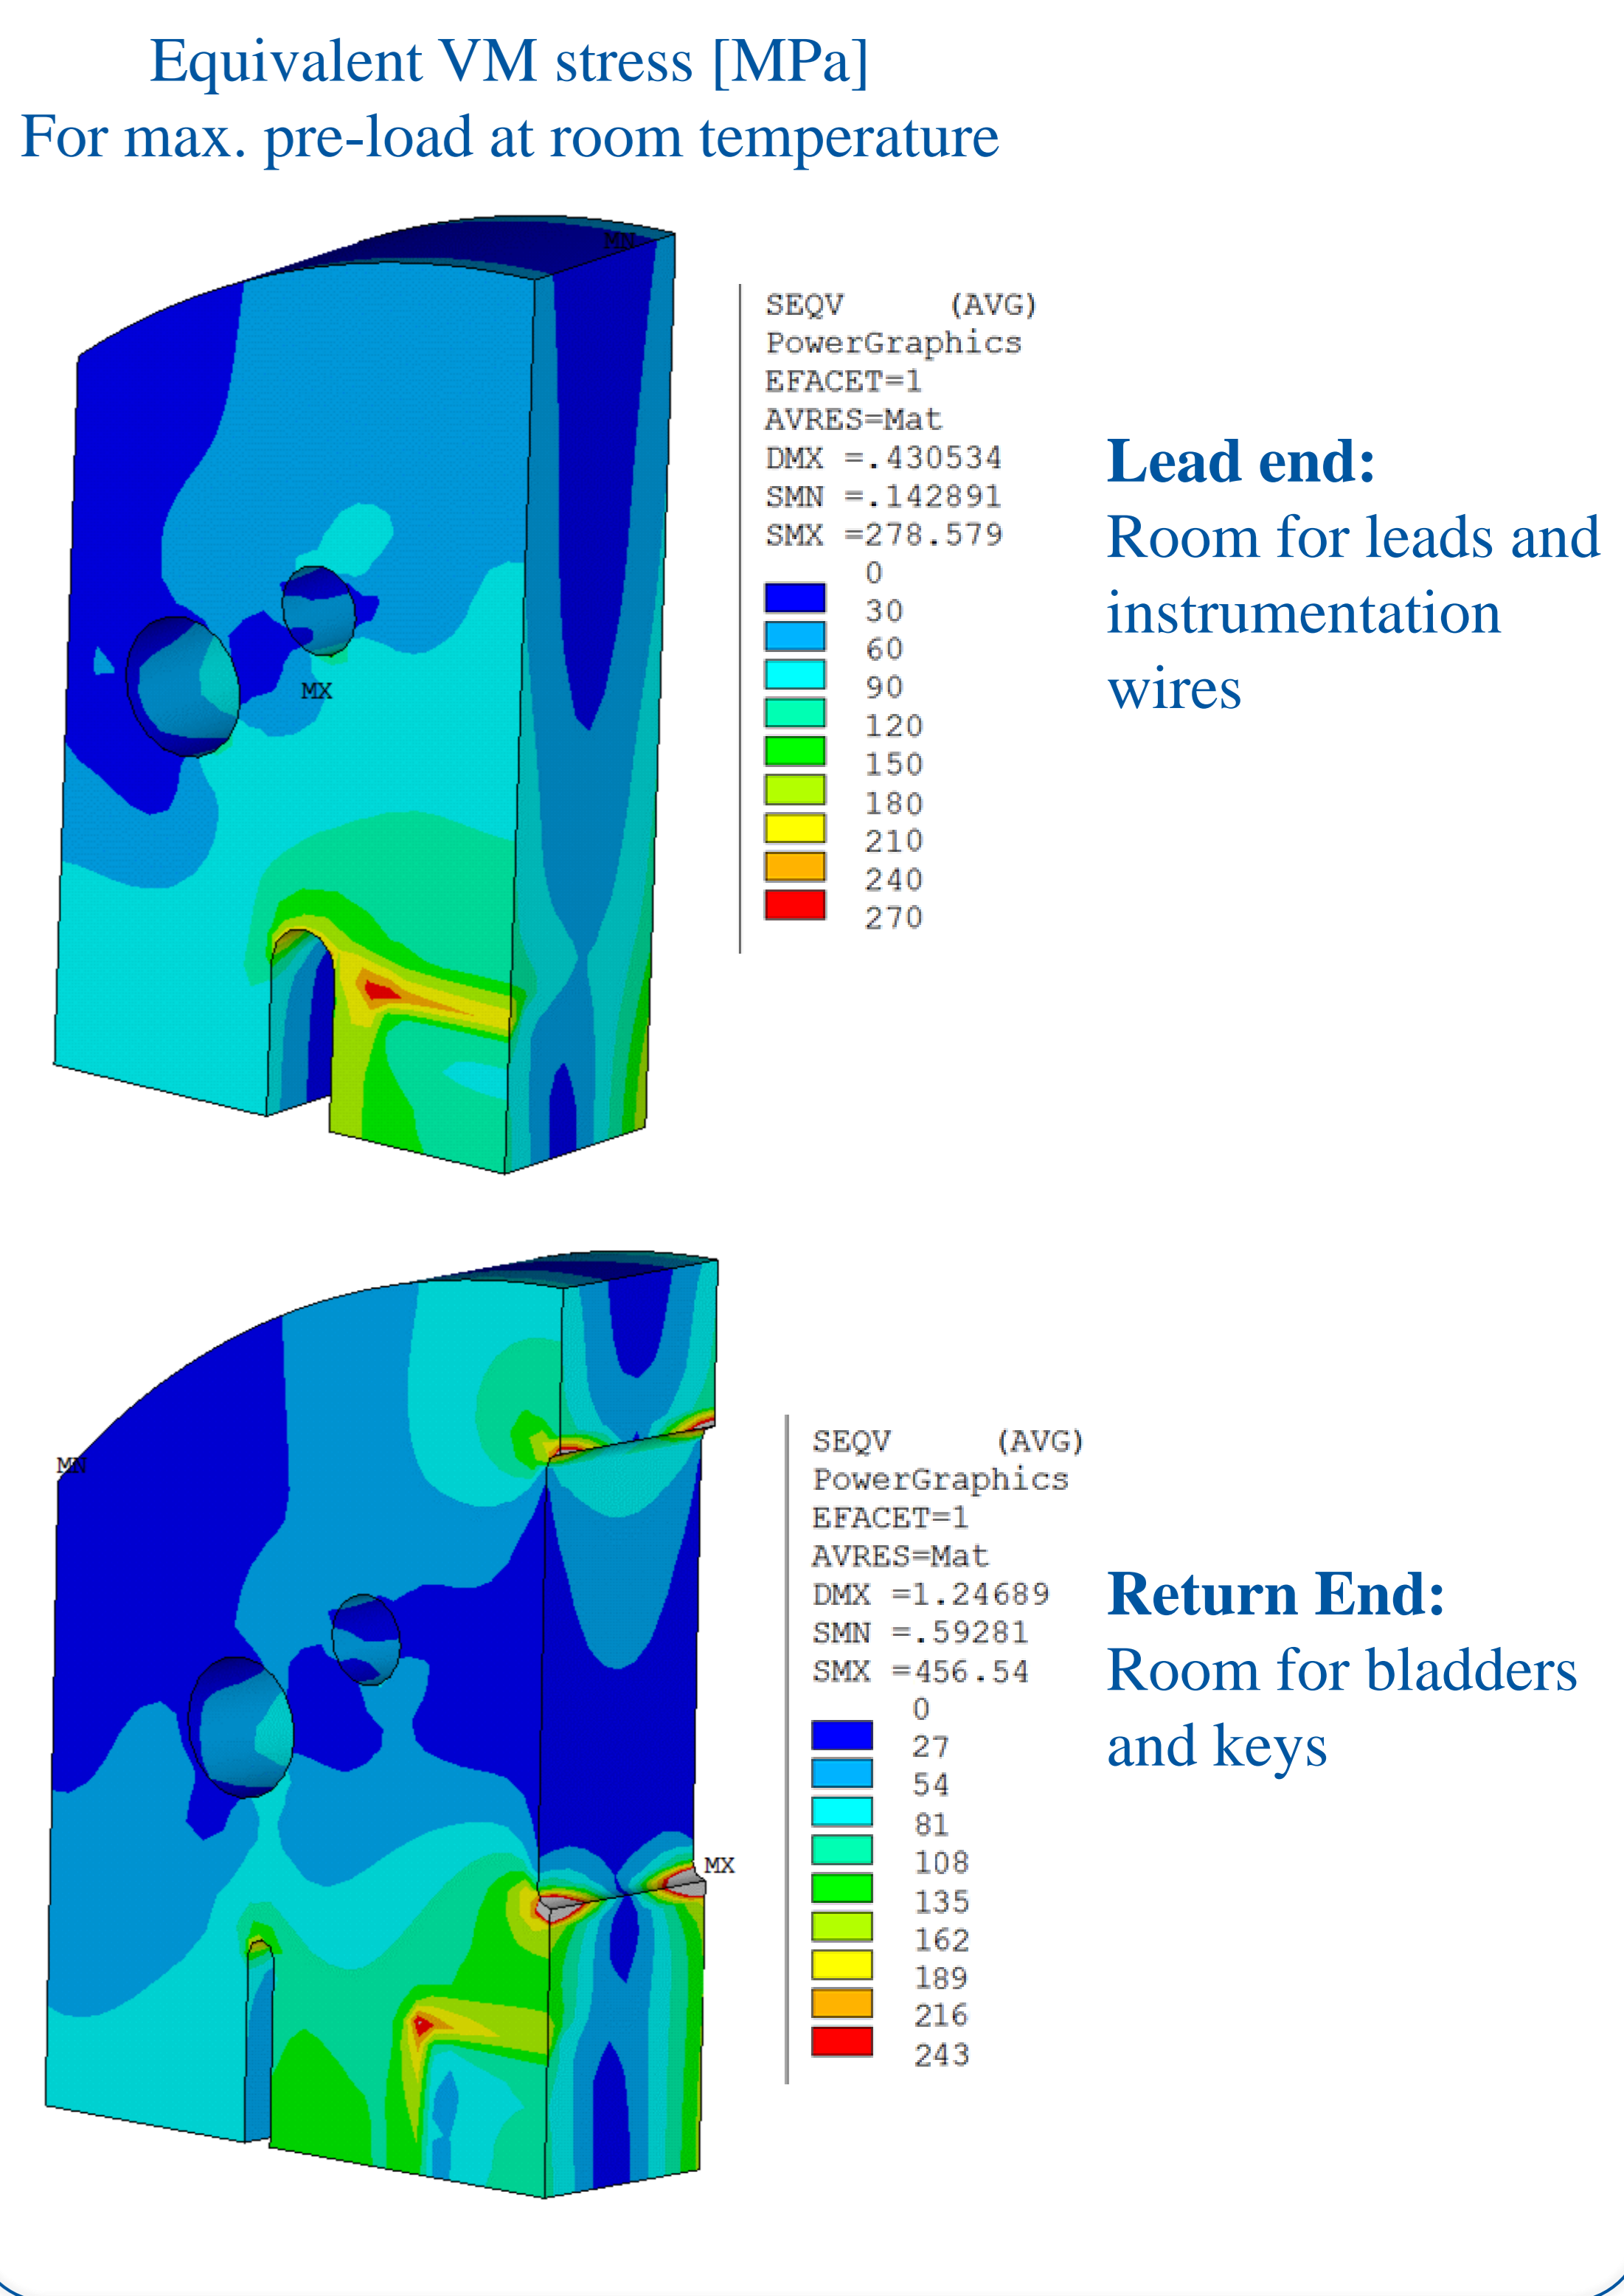 Equivalent VM stress [MPa]
For max. pre-load at room temperature
MN
MX
SEQV (AVG)
PowerGraphics
EFACET=1
AVRES=Mat
DMX =.430534
SMN =.142891
SMX =278.579
0
30
60
90
120
150
180
210
240
270
Lead end:
Room for leads and
instrumentation
wires
MN
MX
SEQV (AVG)
PowerGraphics
EFACET=1
AVRES=Mat
DMX =1.24689
SMN =.59281
SMX =456.54
0
27
54
81
108
135
162
189
216
243
Return End:
Room for bladders
and keys